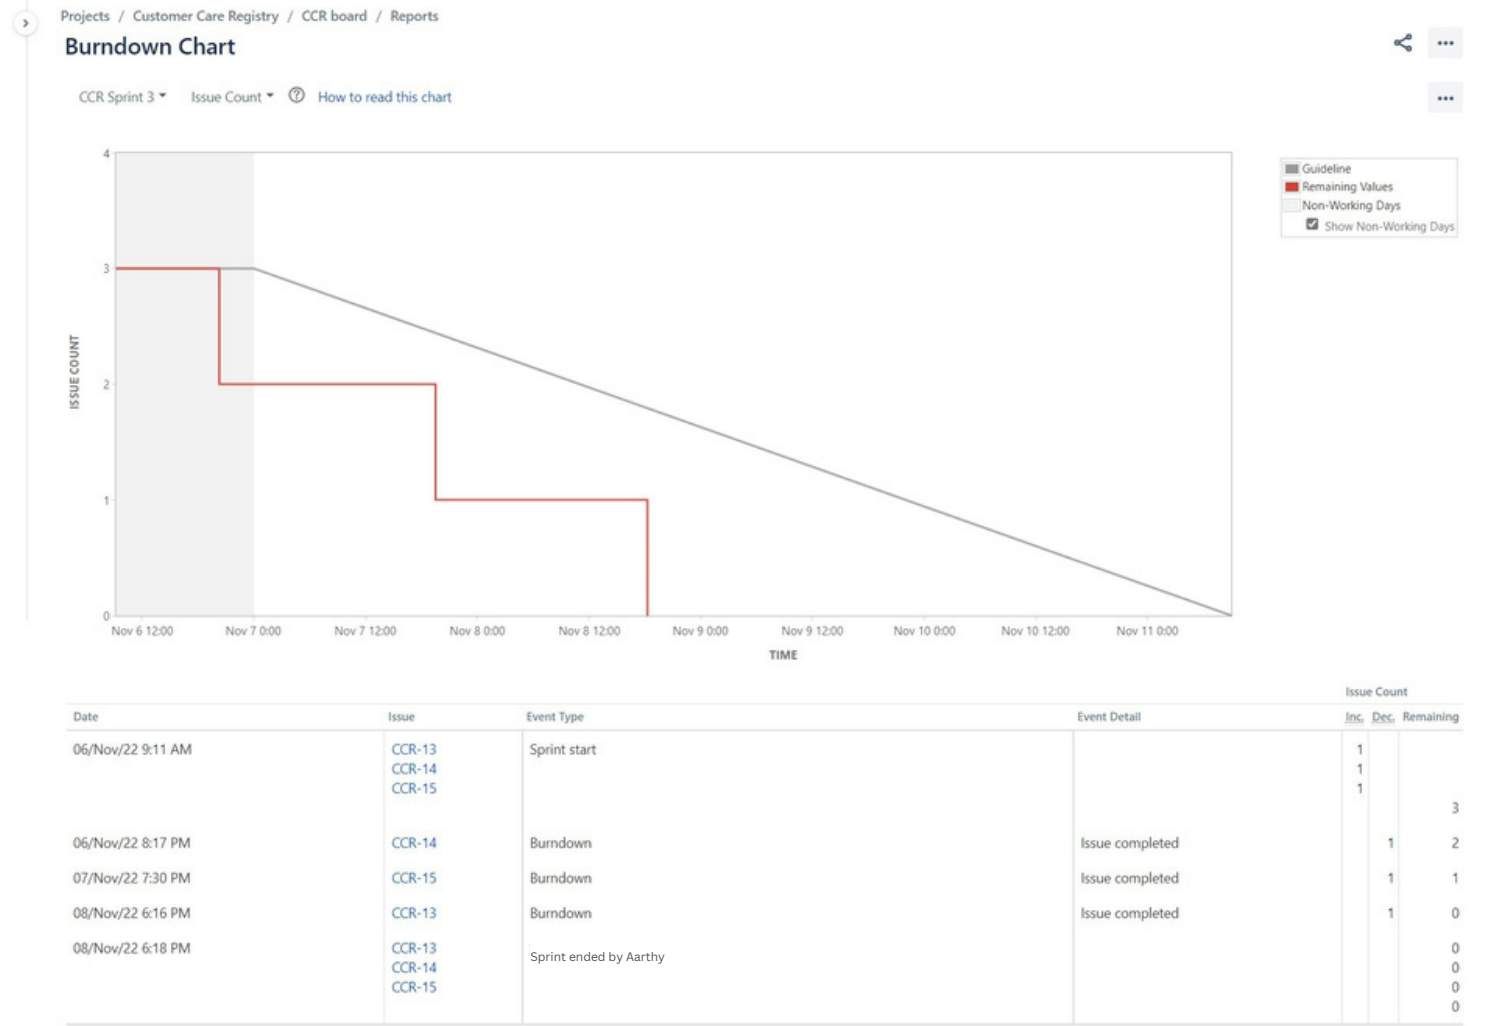 Projects / Customer Care Registry / CCR board / Reports
Burndown Chart
CCR Sprint 3 Issue Count How to read this chart
4
3
2
1
0
ISSUE COUNT
Guideline
Remaining Values
Non-Working Days
Show Non-Working Days
Nov 6 12:00 Nov 7 0:00 Nov 7 12:00 Nov 8 0:00 Nov 8 12:00 Nov 9 0:00 Nov 9 12:00 Nov 10 0:00 Nov 10 12:00 Nov 11 0:00
TIME
Issue Count
Date Issue Event Type Event Detail Inc. Dec. Remaining
06/Nov/22 9:11 AM CCR-13 Sprint start 1
CCR-14 1
CCR-15 1
3
06/Nov/22 8:17 PM CCR-14 Burndown Issue completed 1 2
07/Nov/22 7:30 PM CCR-15 Burndown Issue completed 1 1
08/Nov/22 6:16 PM CCR-13 Burndown Issue completed 1 0
08/Nov/22 6:18 PM CCR-13 Sprint ended by Aarthy 0
CCR-14 0
CCR-15 0
0